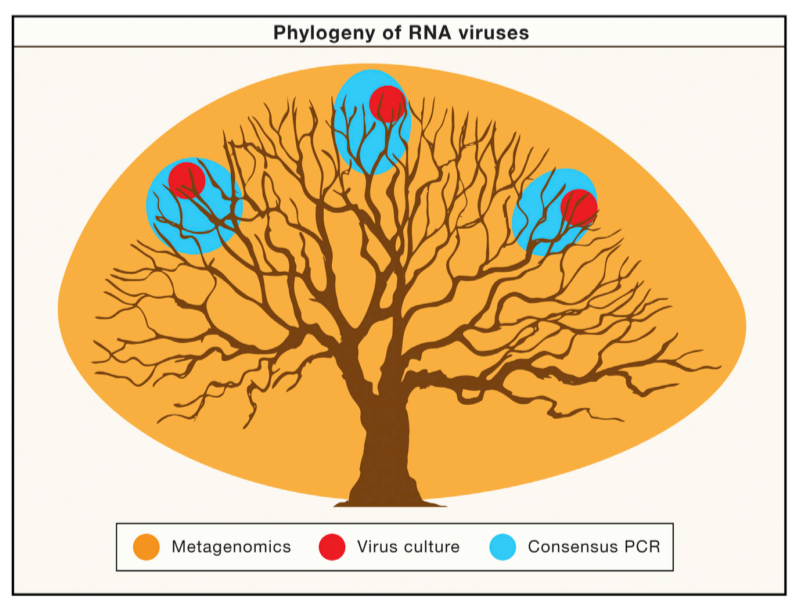 Phylogeny of RNA viruses
Metagenomics Virus culture Consensus PCR